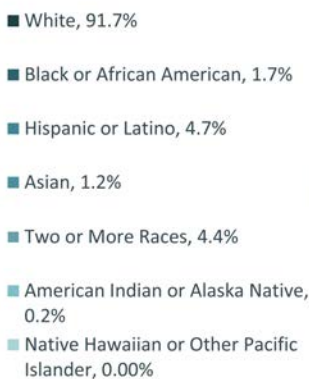 White, 91.7%
Black or African American, 1.7%
Hispanic or Latino, 4.7%
Asian, 1.2%
Two or More Races, 4.4%
American Indian or Alaska Native,
0.2%
Native Hawaiian or Other Pacific
Islander, 0.00%